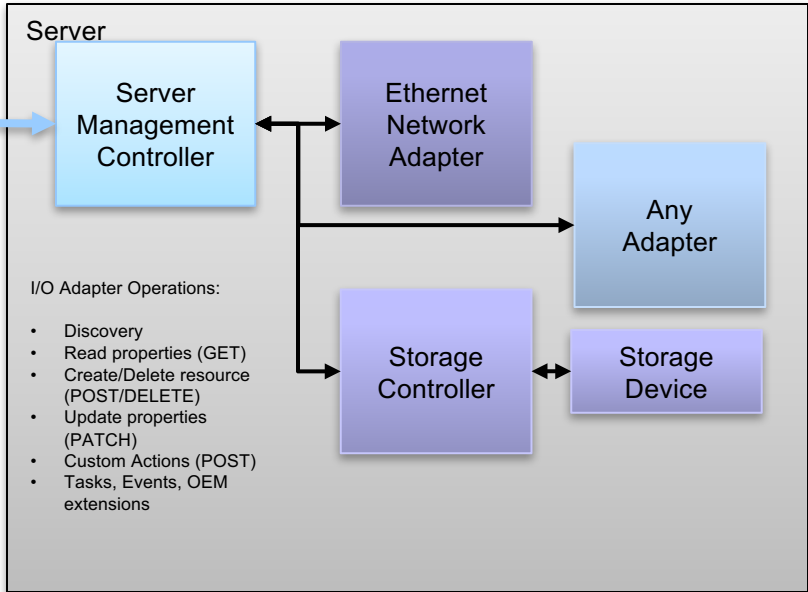 Server
Server
Management
Controller
Ethernet
Network
Adapter
Any
Adapter
I/O Adapter Operations:
• Discovery
• Read properties (GET)
• Create/Delete resource
(POST/DELETE)
• Update properties
(PATCH)
• Custom Actions (POST)
• Tasks, Events, OEM
extensions
Storage
Controller
Storage
Device